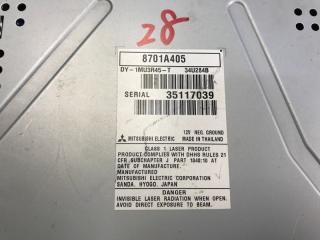 28
8701A405
DY-1MU3R45-T 34U284B
SERIAL 35117039
12V NEG. GROUND
MITSUBISHI ELECTRIC MADE IN THAILAND
CLASS 1 LASER PRODUCT
PRODUCT COMPLIES WITH DHHS RULES 21
CFR SUBCHAPTER J PART 1040:10 AT
DATE OF MANUFACTURE.
MANUFACTURED
MITSUBISHI ELECTRIC CORPORATION
SANDA, HYOGO, JAPAN
DANGER
INVISIBLE LASER RADIATION WHEN OPEN.
AVOID DIRECT EXPOSURE TO BEAM.